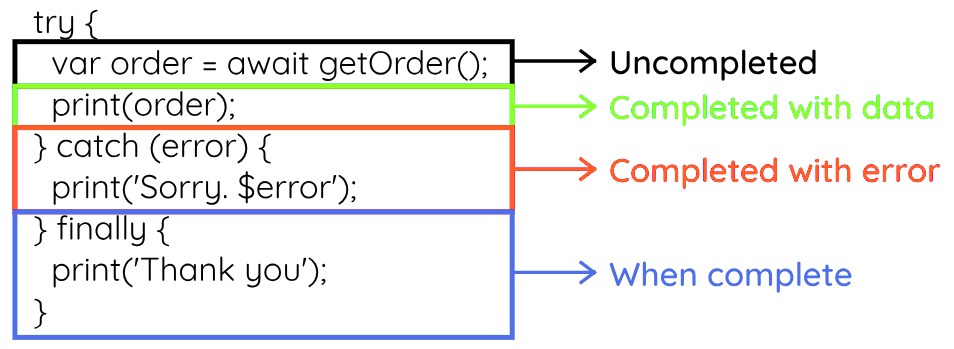 try {
var order = await getOrder();
print(order);
} catch (error) {
print('Sorry. $error');
} finally {
print('Thank you');
}
Uncompleted
Completed with data
Completed with error
When complete